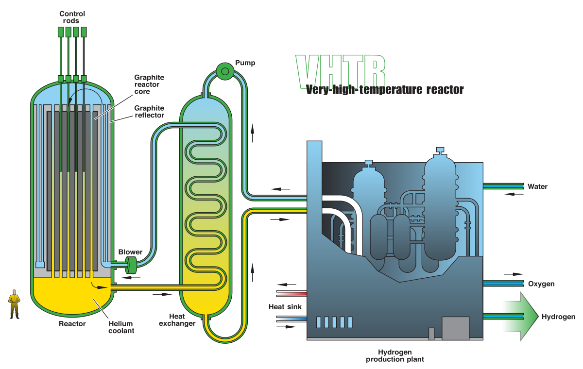 Control
rods
VHTR
Very-high-temperature reactor
Pump
Graphite
reactor
core
Graphite
reflector
Water
Blower
Oxygen
Heat sink
Hydrogen
Reactor
Helium
coolant
Heat
exchanger
Hydrogen
production plant